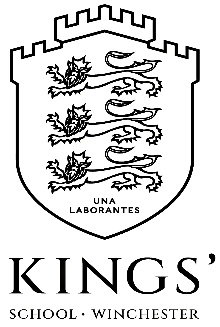 UNA
LABORANTES
KINGS'
SCHOOL · WINCHESTER